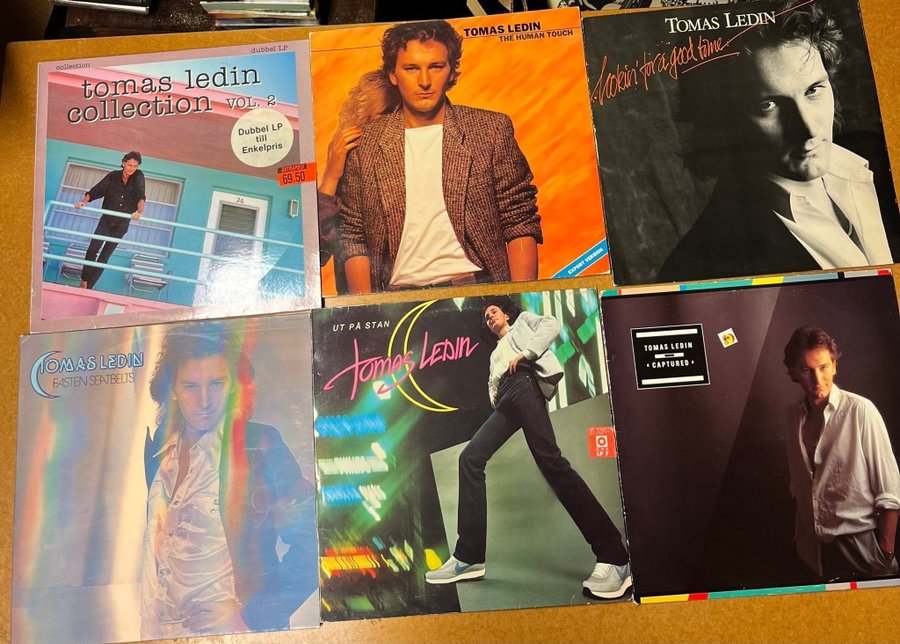 collection
dubbel LP
tomas ledin
collection VOL. 2
Dubbel LP
till
Enkelpris
69.50
26
TOMAS LEDIN
THE HUMAN TOUCH
EXPORT VERSION
TOMAS LEDIN
Lookin' for a good time
TOMAS LEDIN
FASTEN SEATBELTS
UT PÅ STAN
TOMAS LEDIN
TOMAS LEDIN
• CAPTURED •